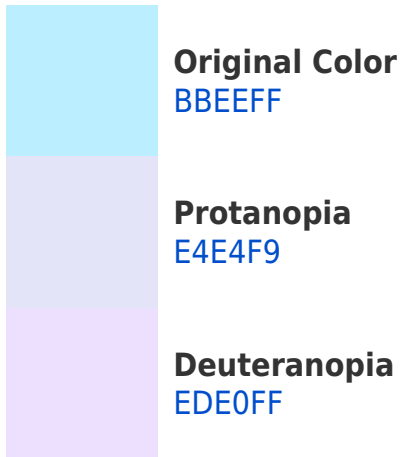 Original Color
BBEEFF
Protanopia
E4E4F9
Deuteranopia
EDE0FF